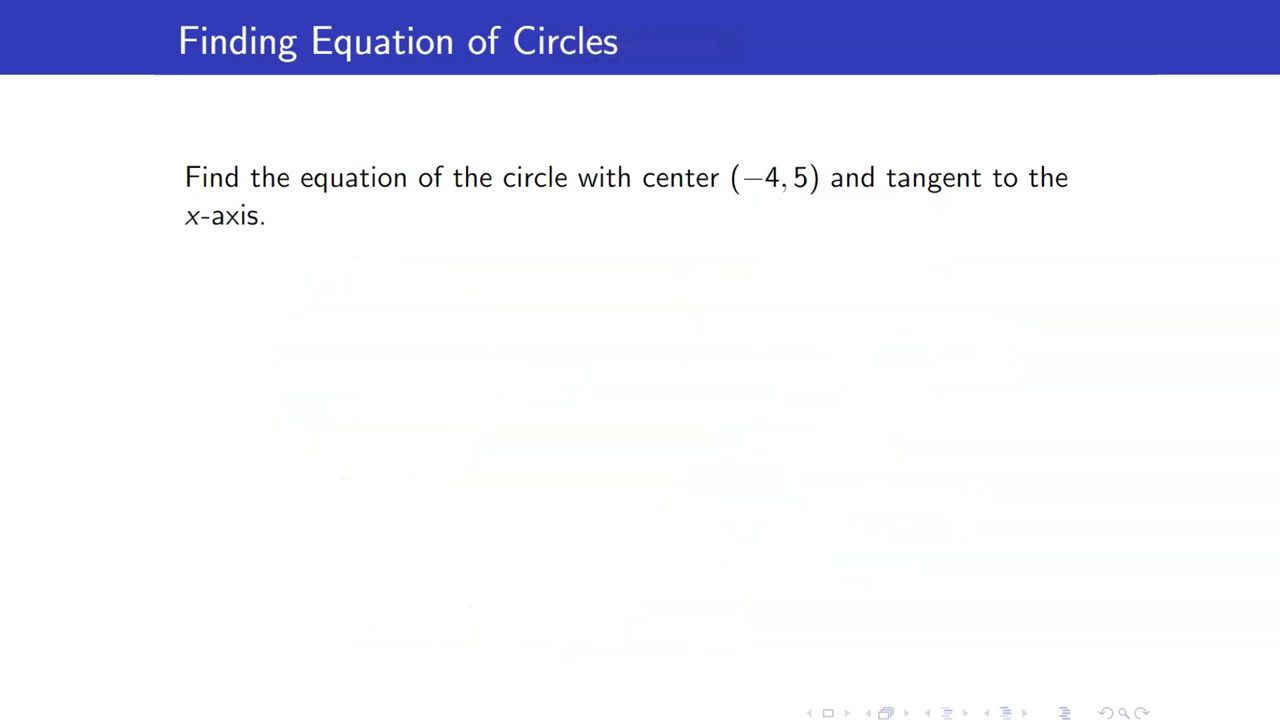 Finding Equation of Circles
Find the equation of the circle with center (−4, 5) and tangent to the
x-axis.